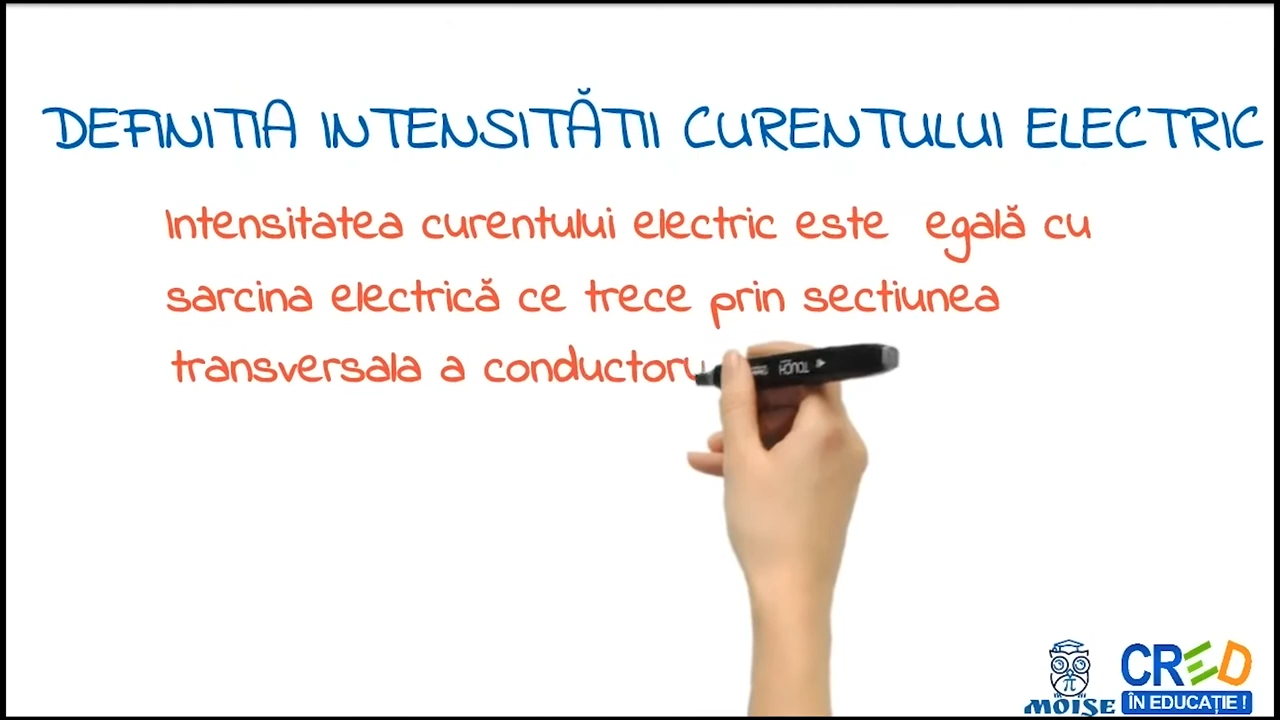 DEFINITIA INTENSITĂTII CURENTULUI ELECTRIC
Intensitatea curentului electric este egală cu
sarcina electrică ce trece prin sectiunea
transversala a conductoru
TOUCH
MOISE
CRED
ÎN EDUCAȚIE !